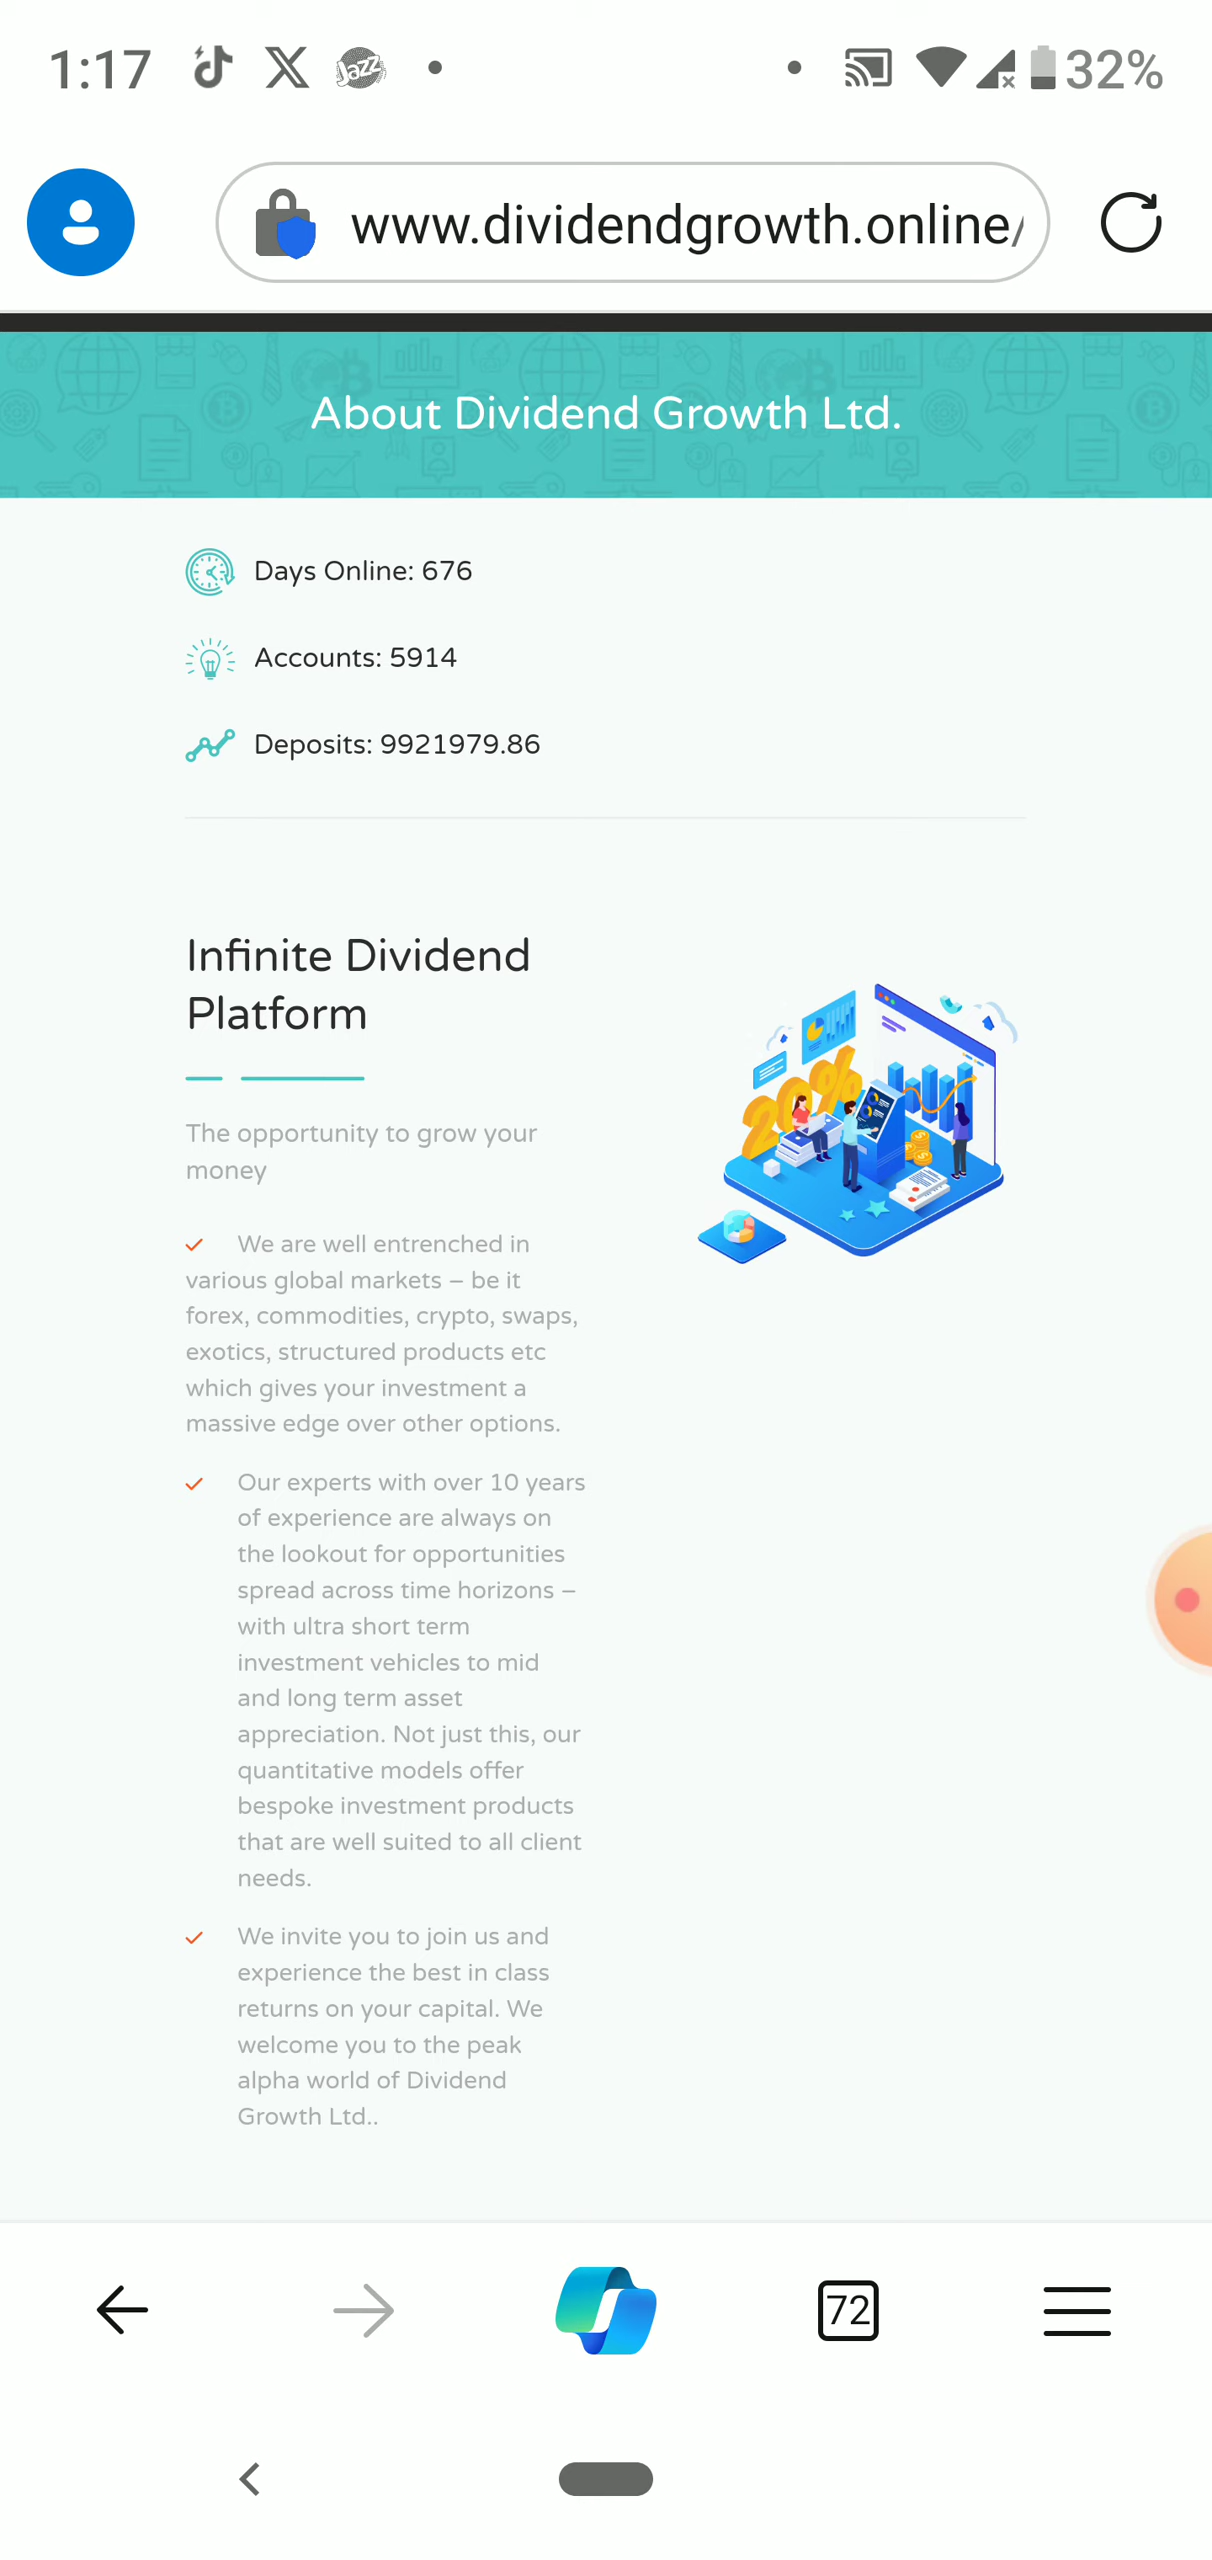 1:17
Jazz
32%
www.dividendgrowth.online/
About Dividend Growth Ltd.
Days Online: 676
Accounts: 5914
Deposits: 9921979.86
Infinite Dividend
Platform
20%
The opportunity to grow your
money
We are well entrenched in
various global markets – be it
forex, commodities, crypto, swaps,
exotics, structured products etc
which gives your investment a
massive edge over other options.
Our experts with over 10 years
of experience are always on
the lookout for opportunities
spread across time horizons –
with ultra short term
investment vehicles to mid
and long term asset
appreciation. Not just this, our
quantitative models offer
bespoke investment products
that are well suited to all client
needs.
We invite you to join us and
experience the best in class
returns on your capital. We
welcome you to the peak
alpha world of Dividend
Growth Ltd..
72